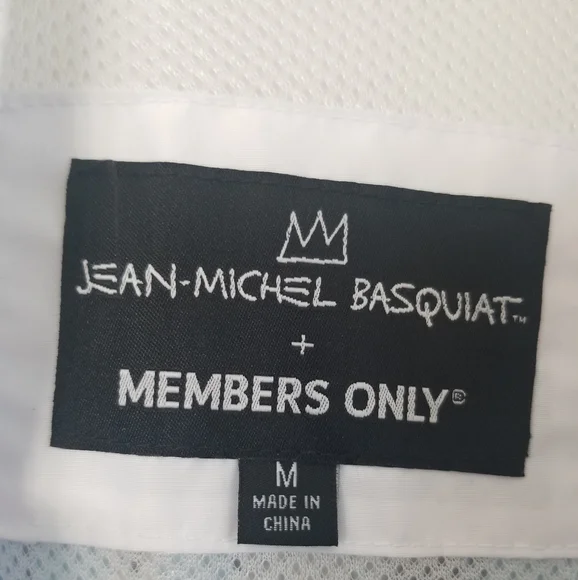 JEAN-MICHEL BASQUIAT™
+
MEMBERS ONLY®
M
MADE IN
CHINA